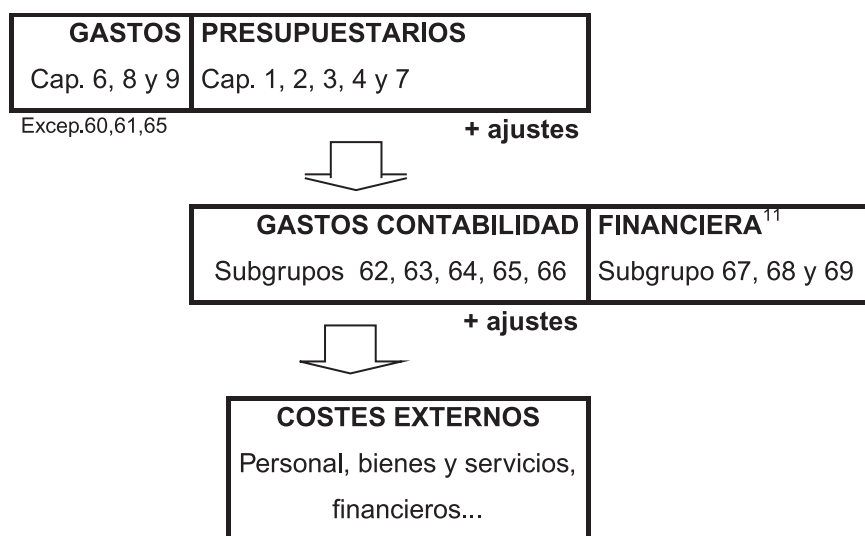 GASTOS PRESUPUESTARIOS
Cap. 6, 8 y 9 Cap. 1, 2, 3, 4 y 7
Excep.60,61,65
+ ajustes
GASTOS CONTABILIDAD FINANCIERA11
Subgrupos 62, 63, 64, 65, 66 Subgrupo 67, 68 y 69
+ ajustes
COSTES EXTERNOS
Personal, bienes y servicios,
financieros...